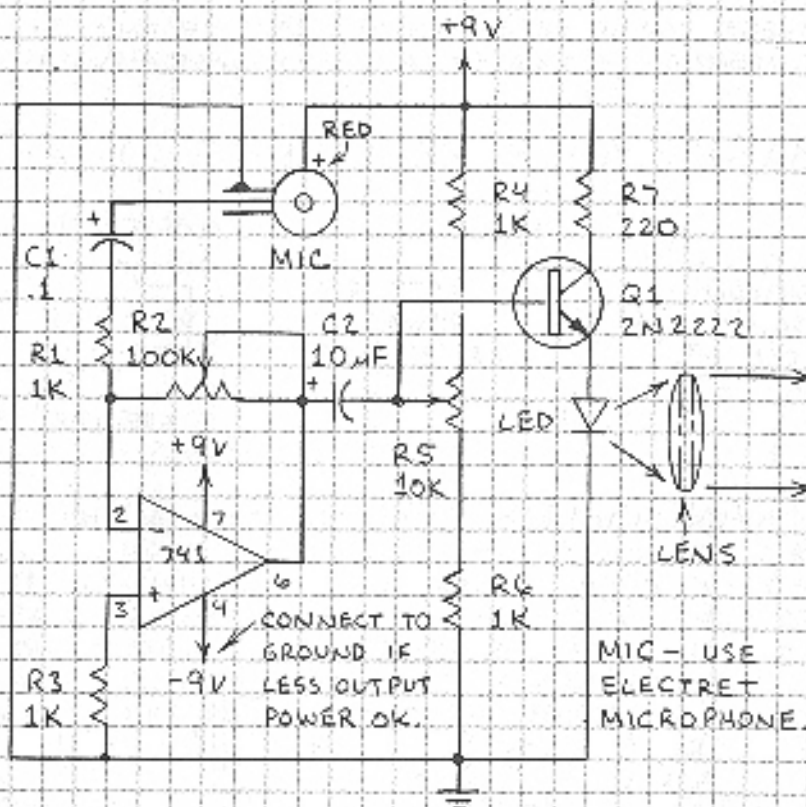 +9V
RED
+
MIC
R4
1K
R7
220
+
C1
.1
Q1
2N2222
R2
100K
C2
10µF
+
R1
1K
+9V
LED
R5
10K
2
-
7
741
6
3
+
4
LENS
R6
1K
-9V
CONNECT TO
GROUND IF
LESS OUTPUT
POWER OK.
R3
1K
MIC - USE
ELECTRET
MICROPHONE.